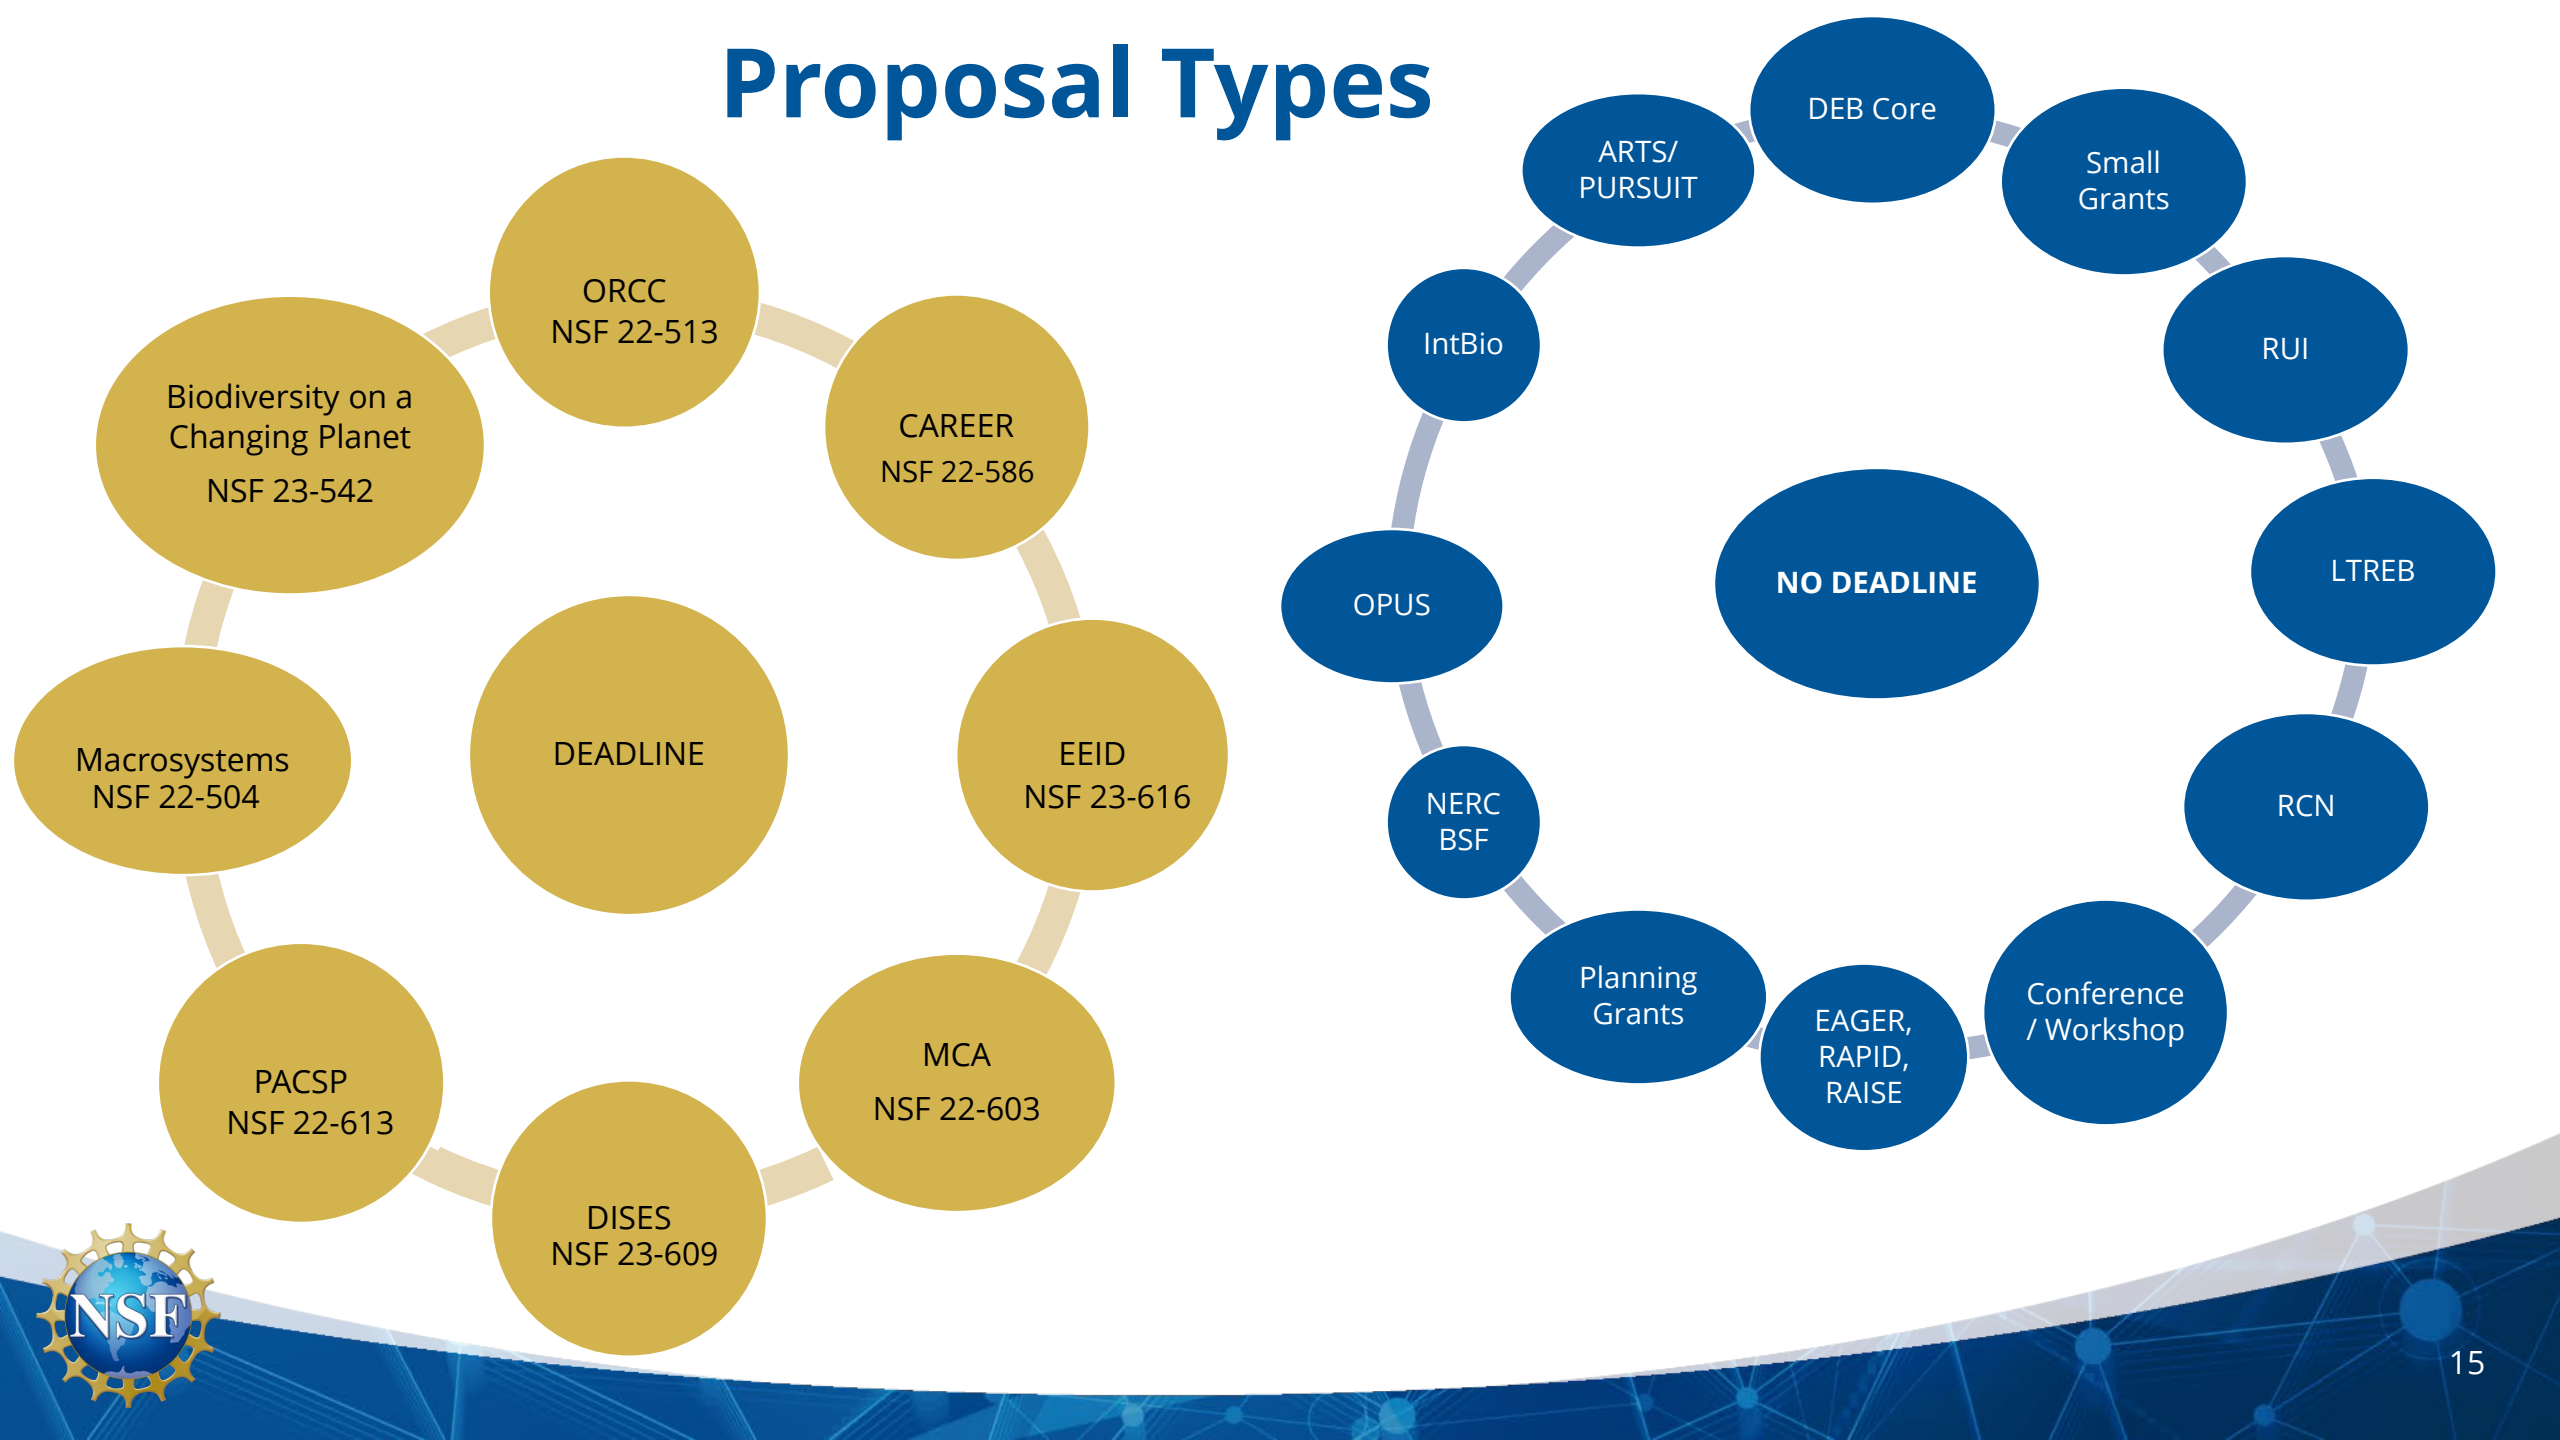 Proposal Types
ORCC
NSF 22-513
CAREER
NSF 22-586
EEID
NSF 23-616
MCA
NSF 22-603
DISES
NSF 23-609
PACSP
NSF 22-613
Macrosystems
NSF 22-504
Biodiversity on a
Changing Planet
NSF 23-542
DEADLINE
DEB Core
Small
Grants
RUI
LTREB
RCN
Conference
/ Workshop
EAGER,
RAPID,
RAISE
Planning
Grants
NERC
BSF
OPUS
IntBio
ARTS/
PURSUIT
NO DEADLINE
NSF
15